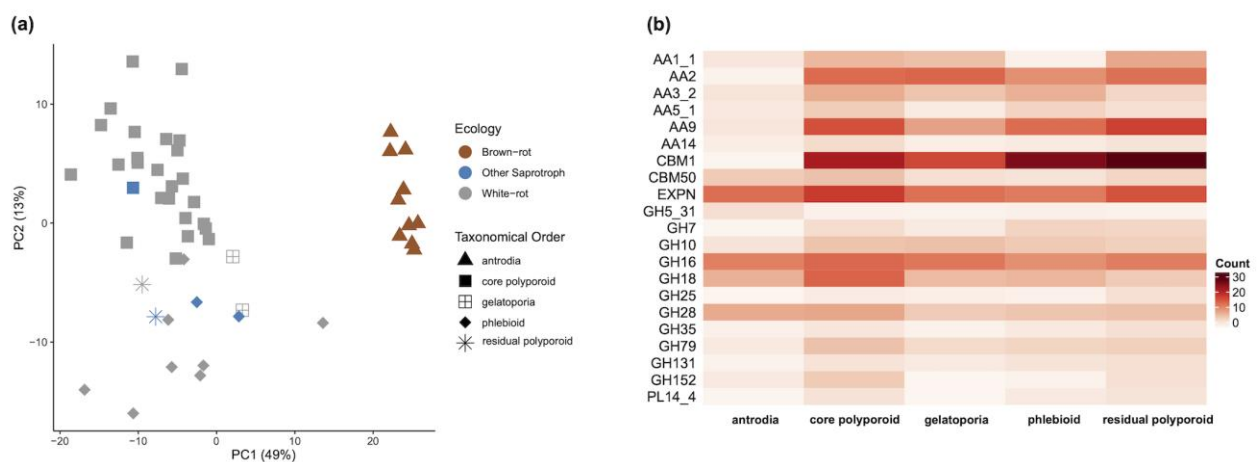 (a)
10
0
−10
PC2 (13%)
−20
−10
0
10
20
PC1 (49%)
Ecology
Brown−rot
Other Saprotroph
White−rot
Taxonomical Order
antrodia
core polyporoid
gelatoporia
phlebioid
residual polyporoid
(b)
AA1_1
AA2
AA3_2
AA5_1
AA9
AA14
CBM1
CBM50
EXPN
GH5_31
GH7
GH10
GH16
GH18
GH25
GH28
GH35
GH79
GH131
GH152
PL14_4
antrodia core polyporoid gelatoporia phlebioid residual polyporoid
Count
30
20
10
0